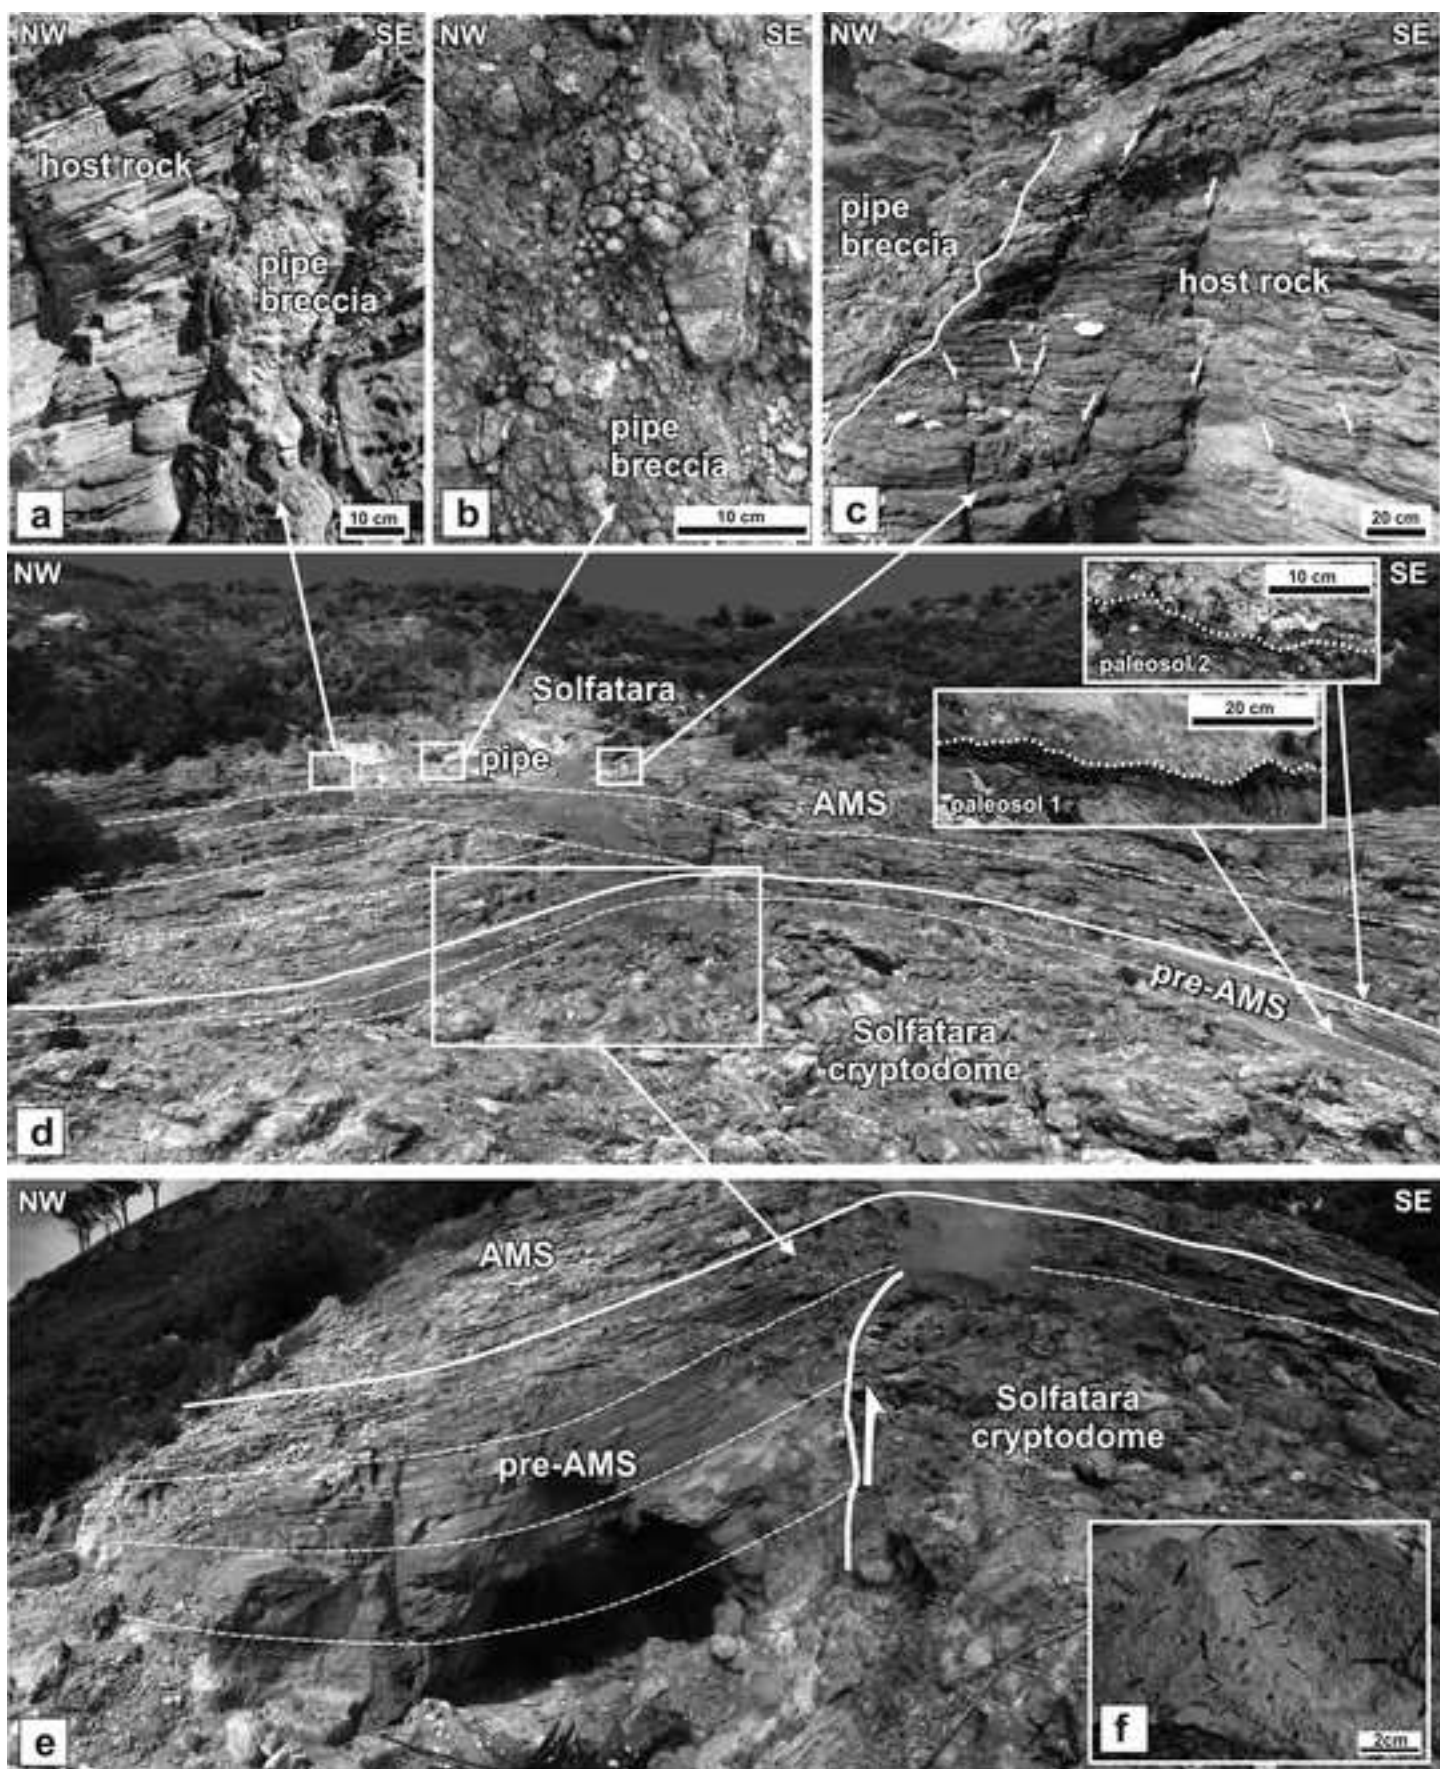 NW
SE
host rock
pipe
breccia
a
10 cm
NW
SE
pipe
breccia
b
10 cm
NW
SE
pipe
breccia
host rock
c
20 cm
NW
SE
10 cm
paleosol 2
20 cm
paleosol 1
Solfatara
pipe
AMS
pre-AMS
Solfatara
cryptodome
d
NW
SE
AMS
pre-AMS
Solfatara
cryptodome
e
f
2cm